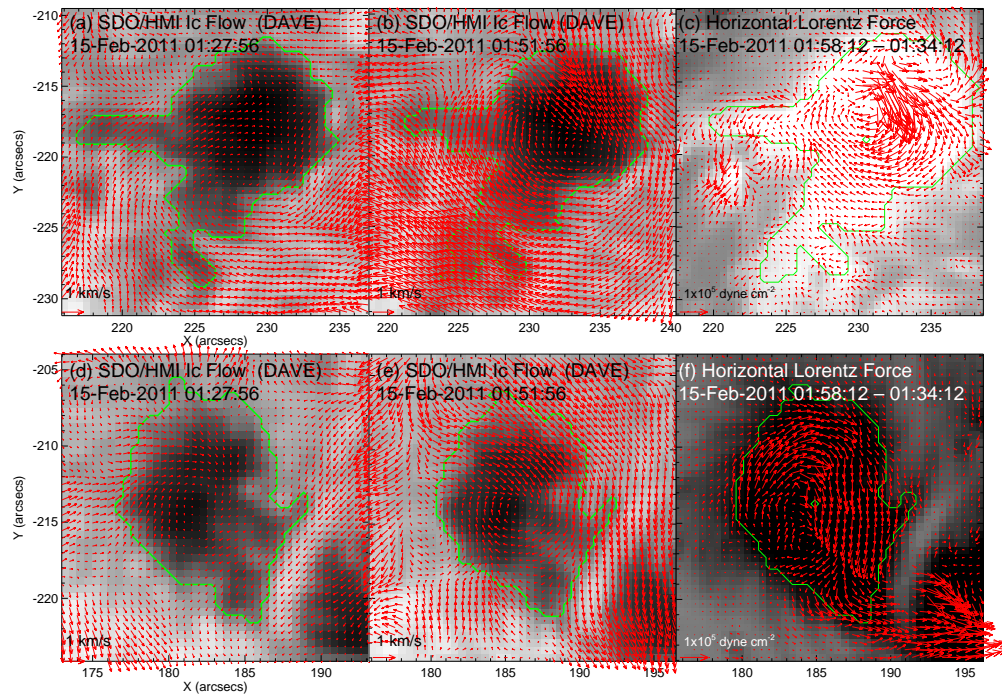 (a) SDO/HMI Ic Flow (DAVE)
15-Feb-2011 01:27:56
(b) SDO/HMI Ic Flow (DAVE)
15-Feb-2011 01:51:56
(c) Horizontal Lorentz Force
15-Feb-2011 01:58:12 – 01:34:12
-210
-215
-220
-225
-230
Y (arcsecs)
1 km/s
1 km/s
1x10⁵ dyne cm⁻²
220 225 230 235
220 225 230 235 240
220 225 230 235
X (arcsecs)
(d) SDO/HMI Ic Flow (DAVE)
15-Feb-2011 01:27:56
(e) SDO/HMI Ic Flow (DAVE)
15-Feb-2011 01:51:56
(f) Horizontal Lorentz Force
15-Feb-2011 01:58:12 – 01:34:12
-205
-210
-215
-220
Y (arcsecs)
1 km/s
1 km/s
1x10⁵ dyne cm⁻²
175 180 185 190
180 185 190 195
180 185 190 195
X (arcsecs)